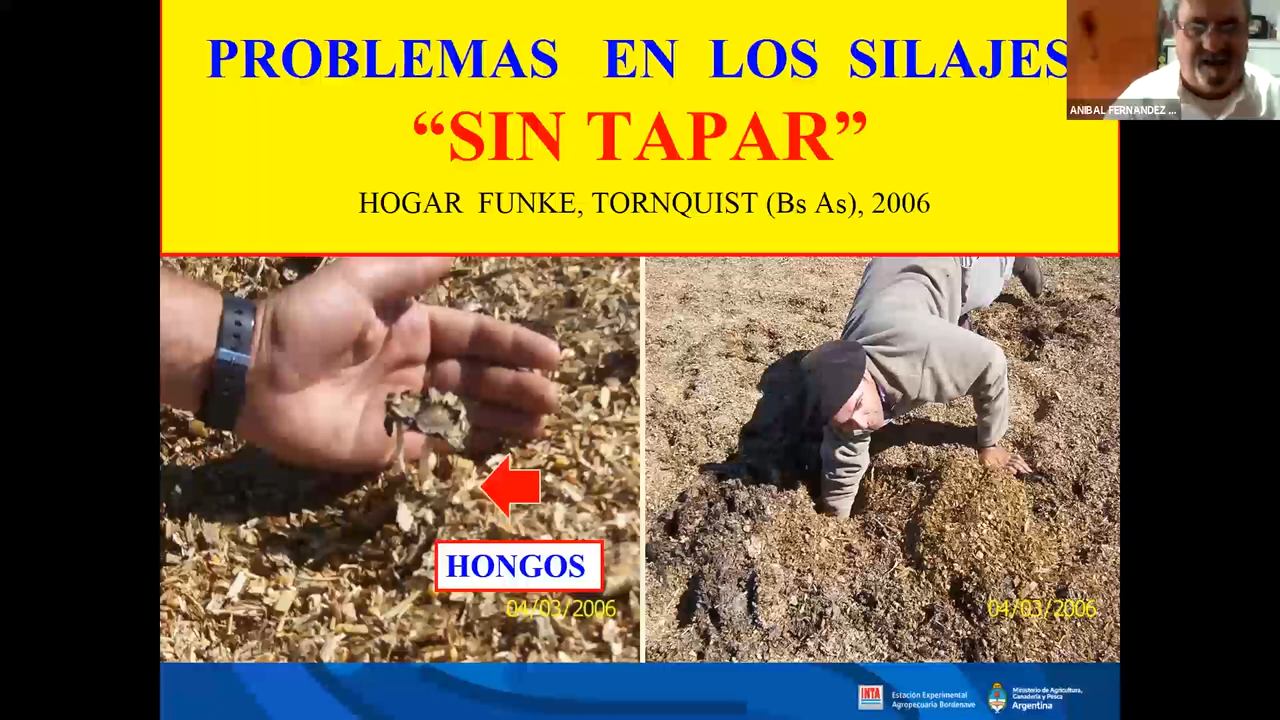 PROBLEMAS EN LOS SILAJES
“SIN TAPAR”
HOGAR FUNKE, TORNQUIST (Bs As), 2006
ANIBAL FERNANDEZ ...
HONGOS
04/03/2006
04/03/2006
INTA
Estación Experimental
Agropecuaria Bordenave
Ministerio de Agricultura,
Ganadería y Pesca
Argentina